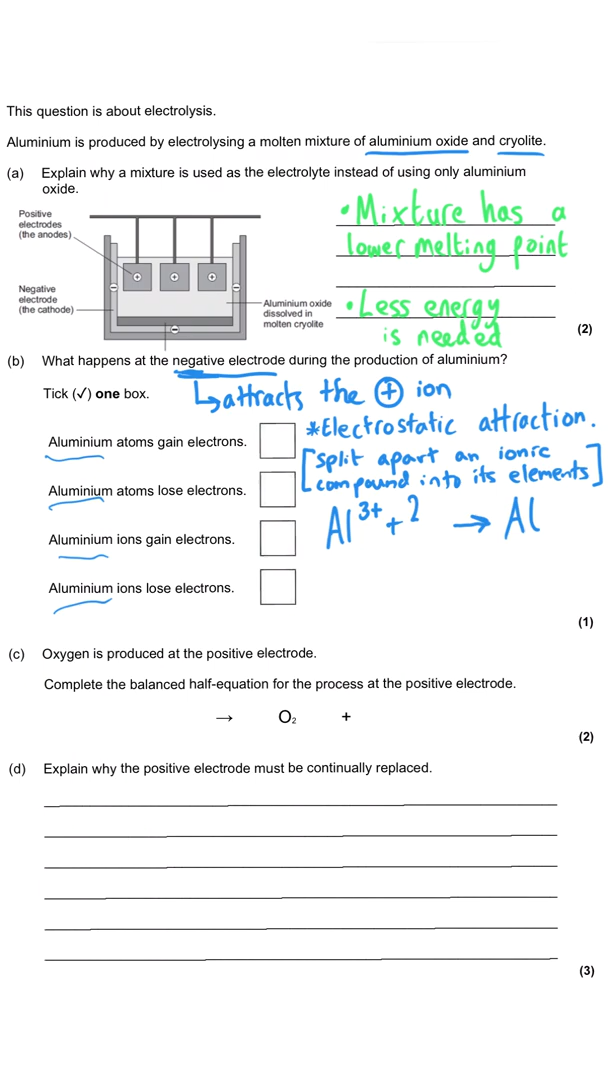 This question is about electrolysis.
Aluminium is produced by electrolysing a molten mixture of aluminium oxide and cryolite.
(a) Explain why a mixture is used as the electrolyte instead of using only aluminium
oxide.
Positive
electrodes
(the anodes)
Negative
electrode
(the cathode)
Aluminium oxide
dissolved in
molten cryolite
• Mixture has a
lower melting point
• Less energy
is needed
(2)
(b) What happens at the negative electrode during the production of aluminium?
Tick (✓) one box.
↳ attracts the ⊕ ion
*Electrostatic attraction.
[split apart an ionic
compound into its elements]
Aluminium atoms gain electrons.
Aluminium atoms lose electrons.
Al³⁺ + 2 → Al
Aluminium ions gain electrons.
Aluminium ions lose electrons.
(1)
(c) Oxygen is produced at the positive electrode.
Complete the balanced half-equation for the process at the positive electrode.
→ O₂ +
(2)
(d) Explain why the positive electrode must be continually replaced.
(3)